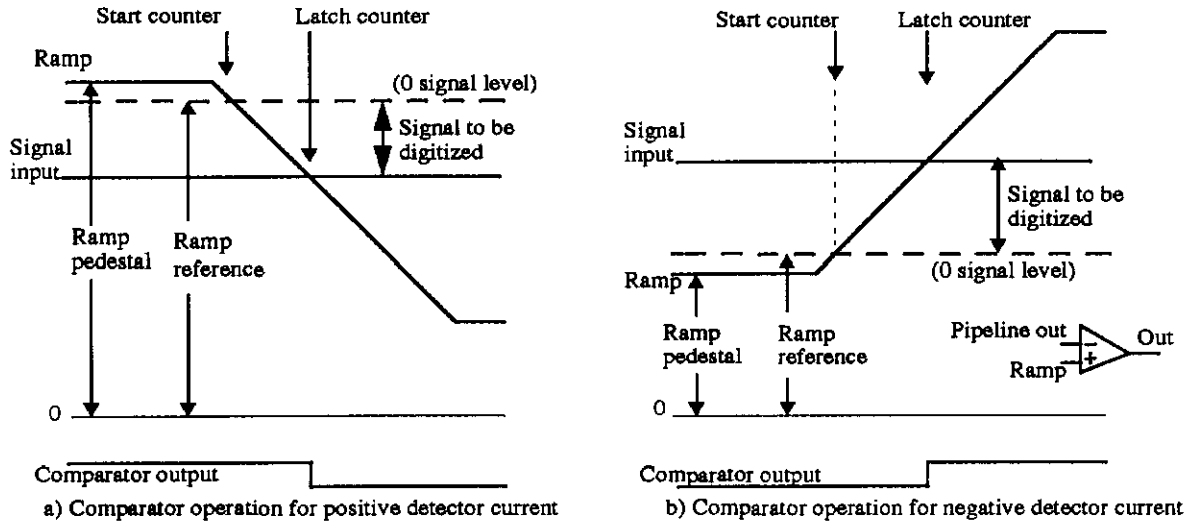 Start counter
Latch counter
Ramp
(0 signal level)
Signal to be
digitized
Signal
input
Ramp
pedestal
Ramp
reference
0
Comparator output
a) Comparator operation for positive detector current
Start counter
Latch counter
Signal
input
Signal to be
digitized
(0 signal level)
Ramp
Ramp
pedestal
Ramp
reference
Pipeline out
Ramp
Out
- +
0
Comparator output
b) Comparator operation for negative detector current